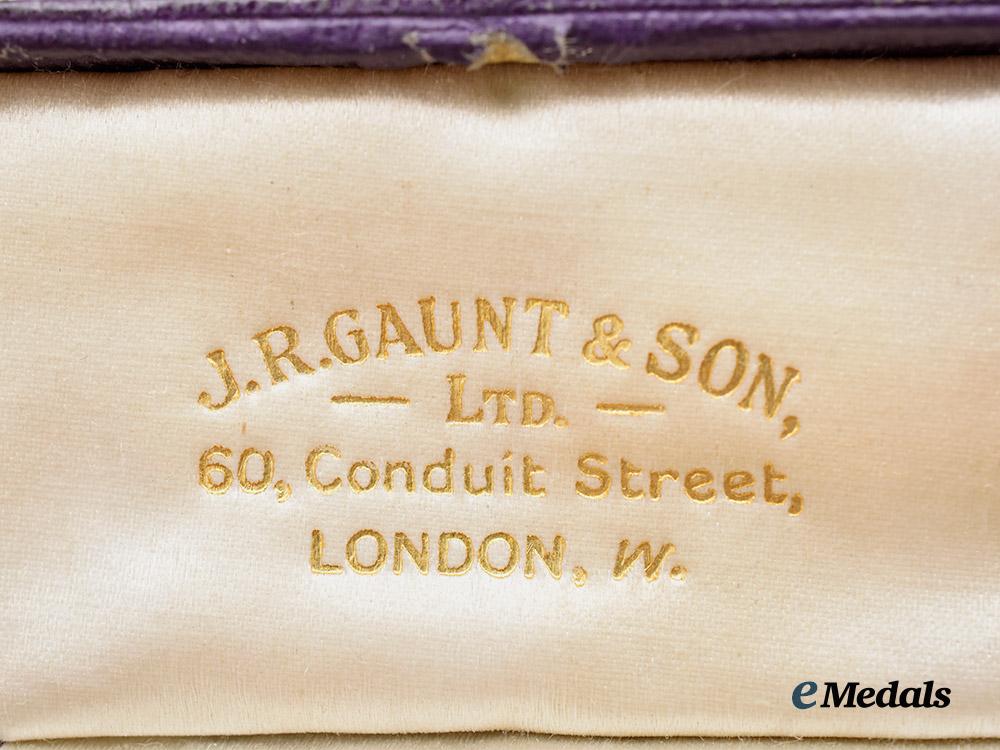 J.R.GAUNT & SON,
— LTD. —
60, Conduit Street,
LONDON, W.
eMedals